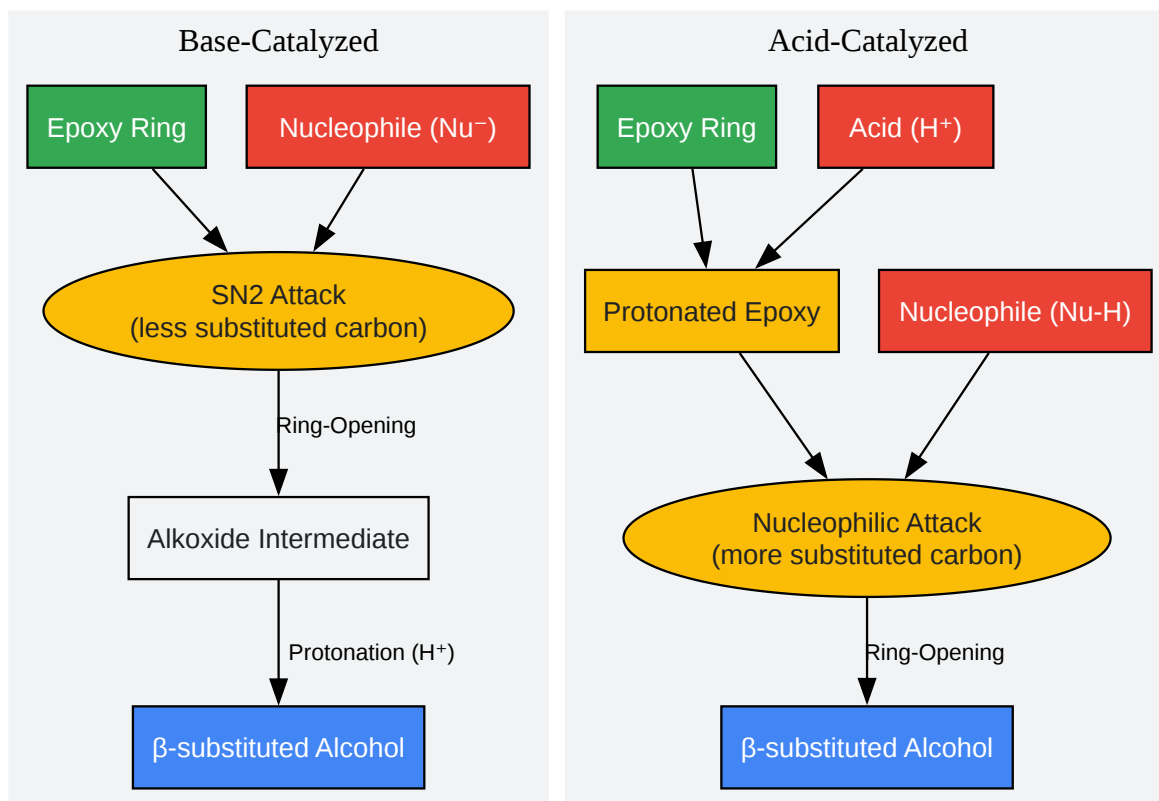 Base-Catalyzed
Epoxy Ring
Nucleophile (Nu⁻)
SN2 Attack
(less substituted carbon)
Ring-Opening
Alkoxide Intermediate
Protonation (H⁺)
β-substituted Alcohol
Acid-Catalyzed
Epoxy Ring
Acid (H⁺)
Protonated Epoxy
Nucleophile (Nu-H)
Nucleophilic Attack
(more substituted carbon)
Ring-Opening
β-substituted Alcohol